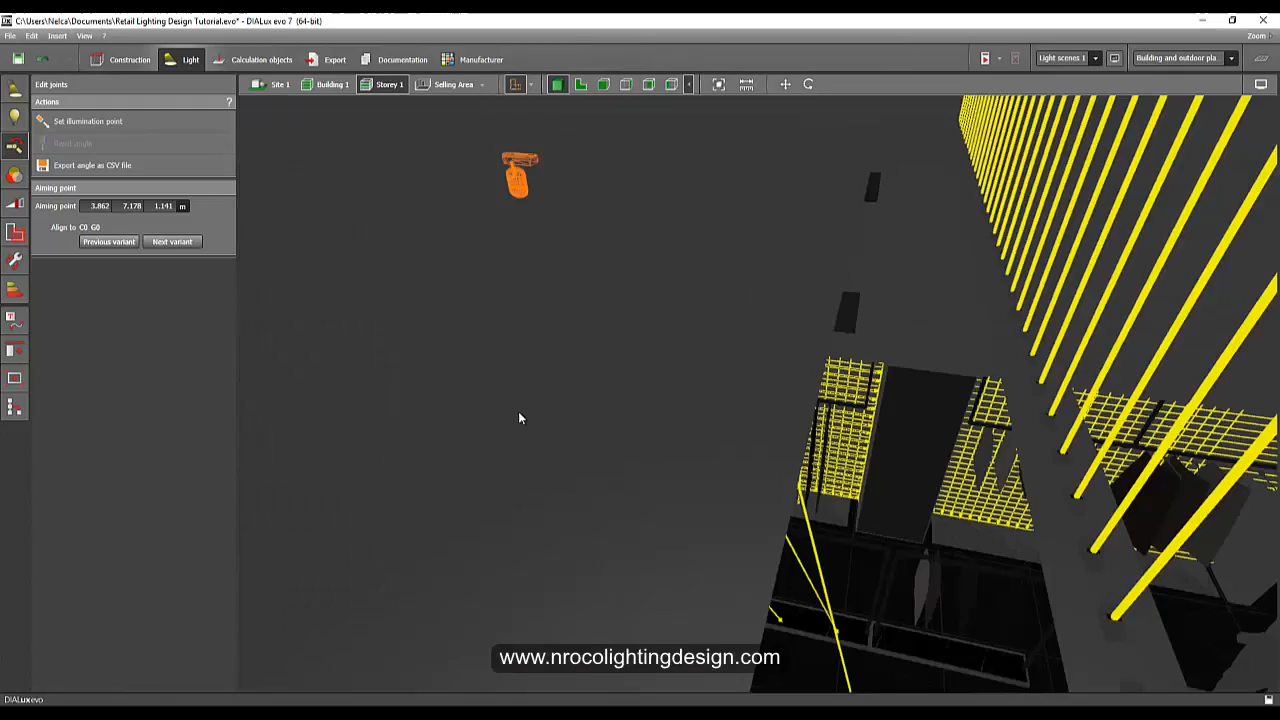 C:\Users\Nelca\Documents\Retail Lighting Design Tutorial.evo* - DIALux evo 7 (64-bit)
File Edit Insert View ? Zoom
Construction Light Calculation objects Export Documentation Manufacturer Light scenes 1 Building and outdoor pla...
Edit joints Site 1 Building 1 Storey 1 Selling Area
Actions ?
Set illumination point
Reset angle
Export angle as CSV file
Aiming point
Aiming point 3.862 7.178 1.141 m
Align to C0 G0
Previous variant Next variant
www.nrocolightingdesign.com
DIALux evo